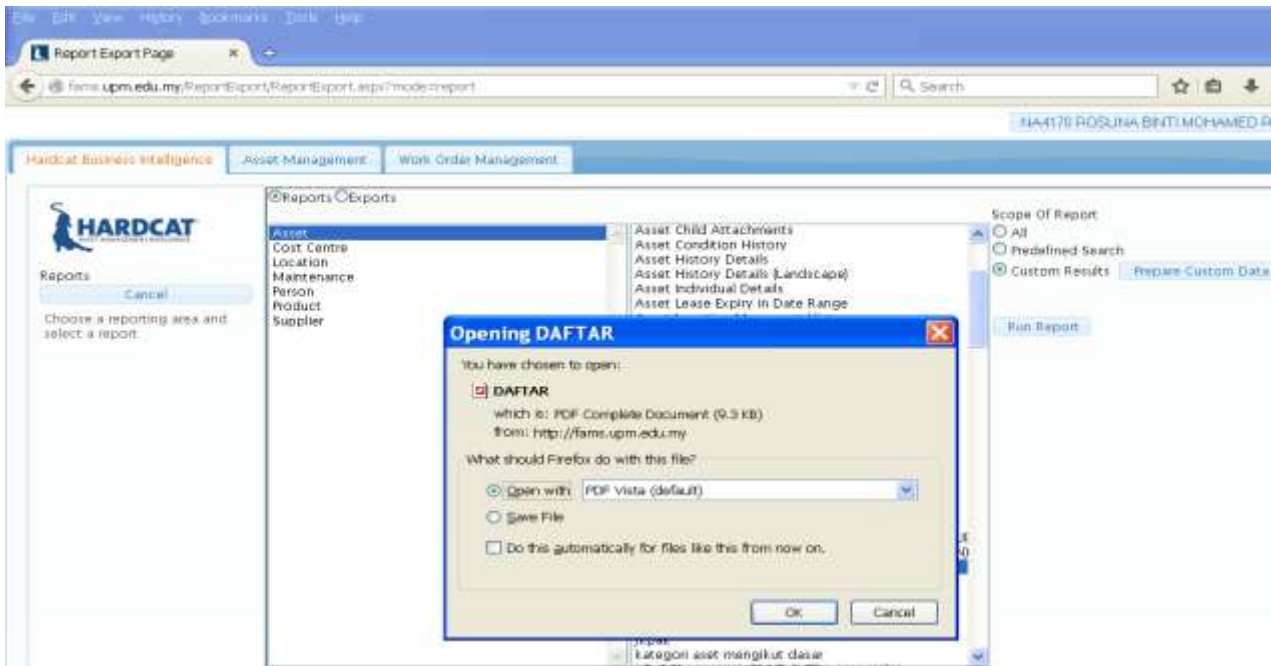 File Edit View History Bookmarks Tools Help
Report Export Page
fams.upm.edu.my/ReportExport/ReportExport.aspx?mode=report
Search
NA4170 ROSLINA BINTI MOHAMED
Hardcat Business Intelligence
Asset Management
Work Order Management
HARDCAT
Reports
Cancel
Choose a reporting area and
select a report
Reports Exports
Asset
Cost Centre
Location
Maintenance
Person
Product
Supplier
Asset Child Attachments
Asset Condition History
Asset History Details
Asset History Details (Landscape)
Asset Individual Details
Asset Lease Expiry in Date Range
kategori aset mengikut dasar
Scope Of Report
All
Predefined Search
Custom Results Prepare Custom Data
Run Report
Opening DAFTAR
You have chosen to open:
DAFTAR
which is: PDF Complete Document (9.3 KB)
from: http://fams.upm.edu.my
What should Firefox do with this file?
Open with PDF Vista (default)
Save File
Do this automatically for files like this from now on.
OK Cancel